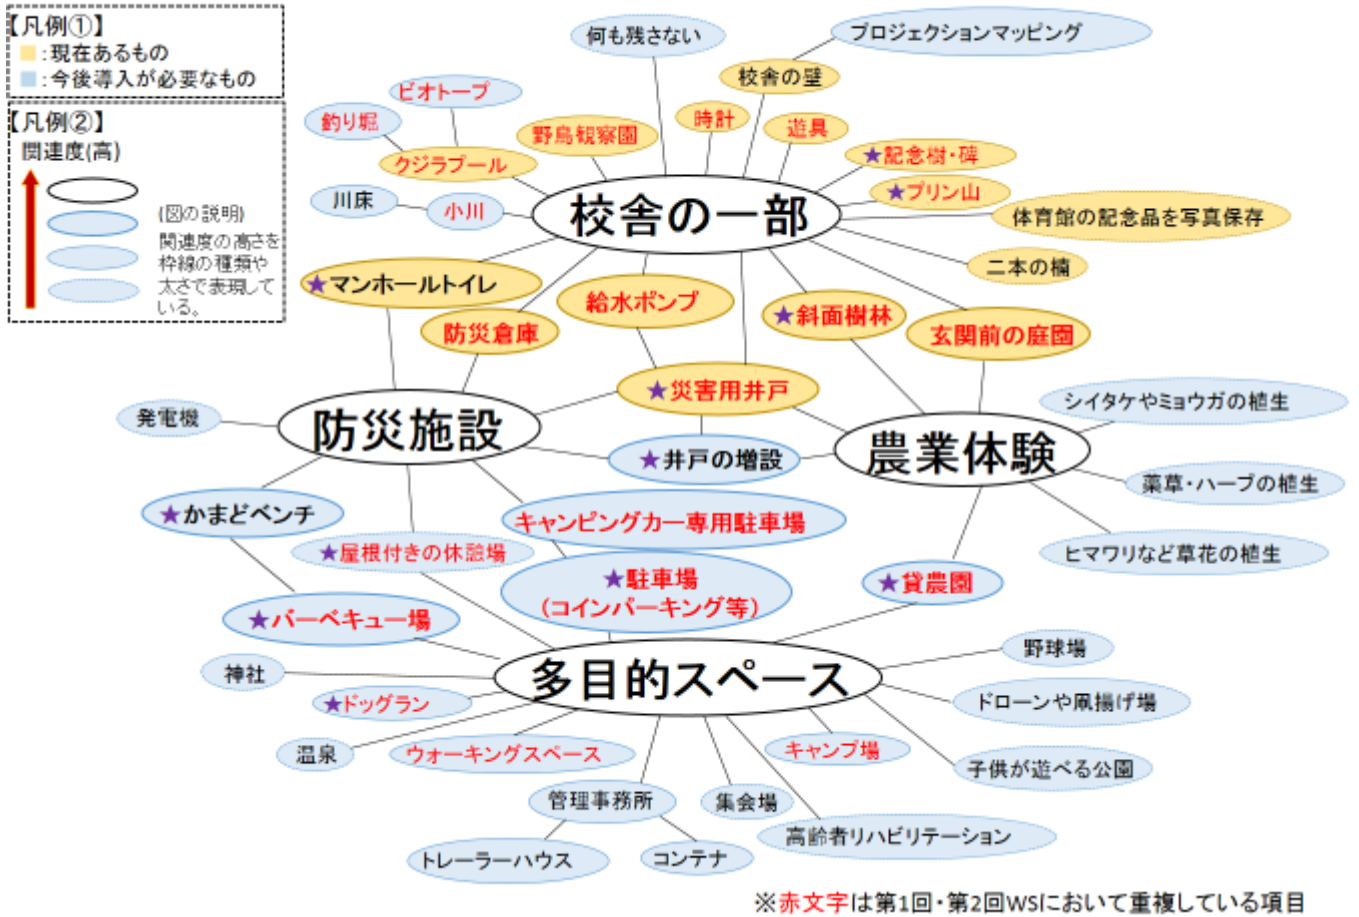 【凡例①】
:現在あるもの
:今後導入が必要なもの
【凡例②】
関連度(高)
(図の説明)
関連度の高さを
枠線の種類や
太さで表現して
いる。
何も残さない
プロジェクションマッピング
校舎の壁
ビオトープ
釣り堀
クジラプール
野鳥観察園
時計
遊具
★記念樹・碑
★プリン山
川床
小川
校舎の一部
体育館の記念品を写真保存
二本の楠
★マンホールトイレ
防災倉庫
給水ポンプ
★斜面樹林
玄関前の庭園
★災害用井戸
発電機
防災施設
★井戸の増設
農業体験
シイタケやミョウガの植生
薬草・ハーブの植生
ヒマワリなど草花の植生
★かまどベンチ
キャンピングカー専用駐車場
★屋根付きの休憩場
★駐車場
(コインパーキング等)
★貸農園
★バーベキュー場
神社
多目的スペース
野球場
★ドッグラン
ドローンや凧揚げ場
温泉
ウォーキングスペース
キャンプ場
子供が遊べる公園
管理事務所
集会場
高齢者リハビリテーション
トレーラーハウス
コンテナ
※赤文字は第1回・第2回WSにおいて重複している項目